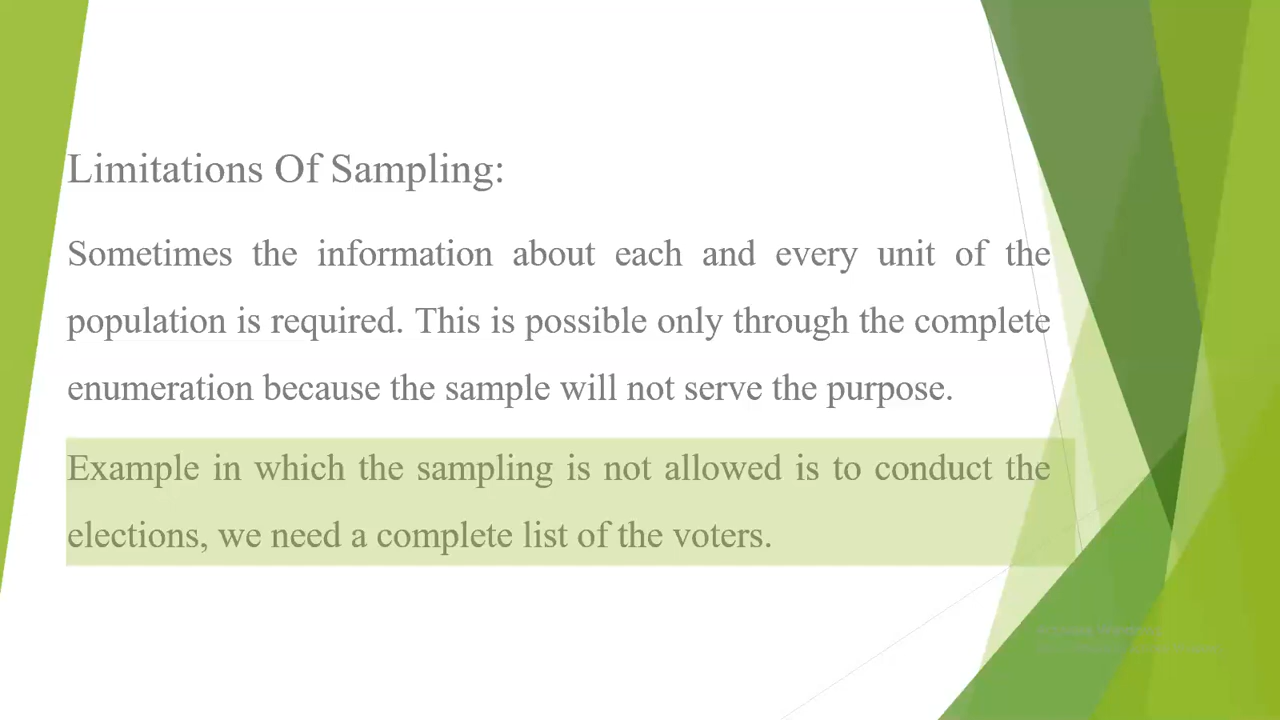 Limitations Of Sampling:
Sometimes the information about each and every unit of the
population is required. This is possible only through the complete
enumeration because the sample will not serve the purpose.
Example in which the sampling is not allowed is to conduct the
elections, we need a complete list of the voters.